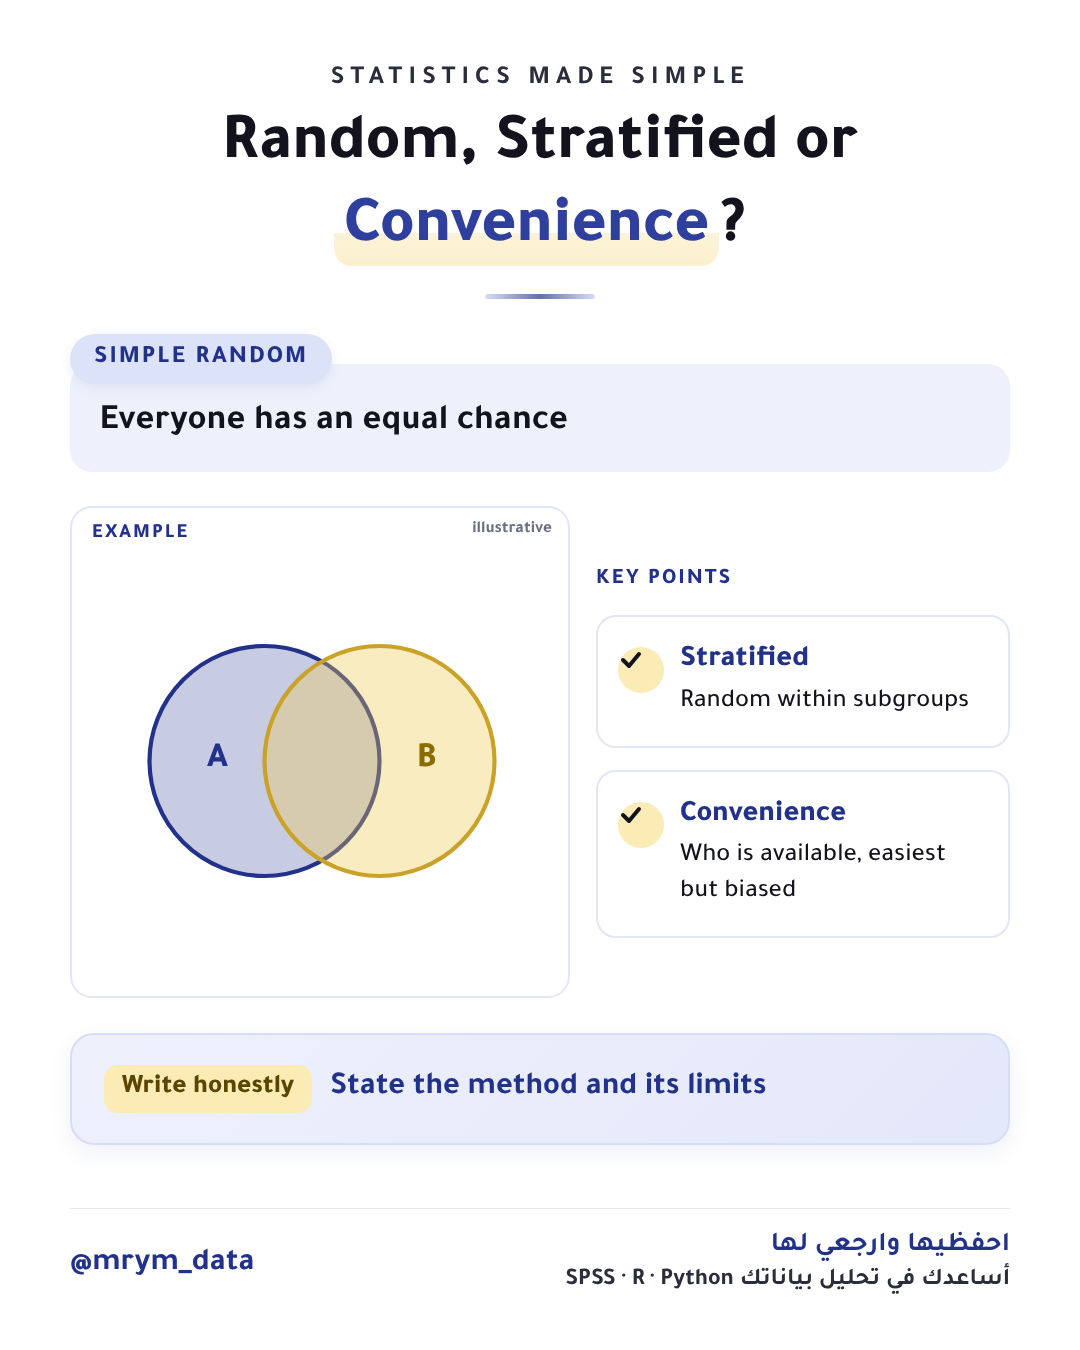 STATISTICS MADE SIMPLE
Random, Stratified or
Convenience?
SIMPLE RANDOM
Everyone has an equal chance
EXAMPLE
illustrative
A
B
KEY POINTS
Stratified
Random within subgroups
Convenience
Who is available, easiest
but biased
Write honestly
State the method and its limits
@mrym_data
احفظيها وارجعي لها
أساعدك في تحليل بياناتك SPSS · R · Python